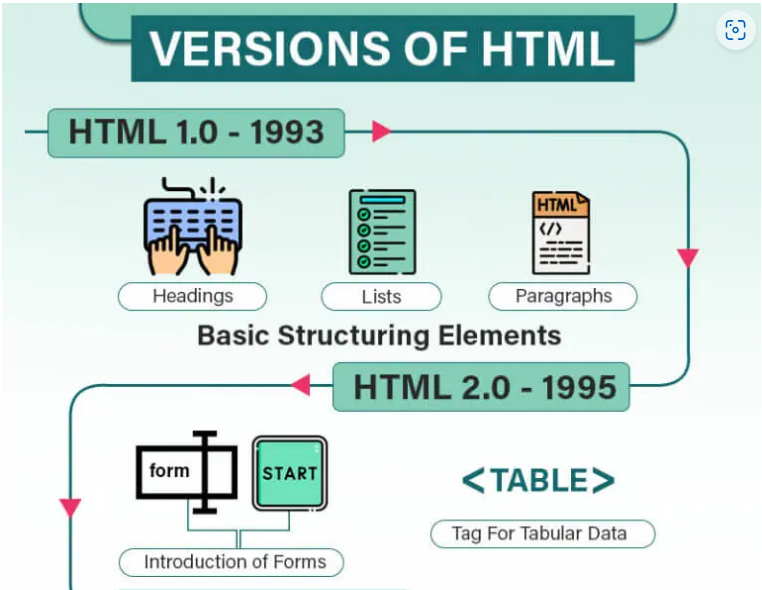 VERSIONS OF HTML
HTML 1.0 - 1993
HTML
</>
Headings
Lists
Paragraphs
Basic Structuring Elements
HTML 2.0 - 1995
form
START
<TABLE>
Tag For Tabular Data
Introduction of Forms